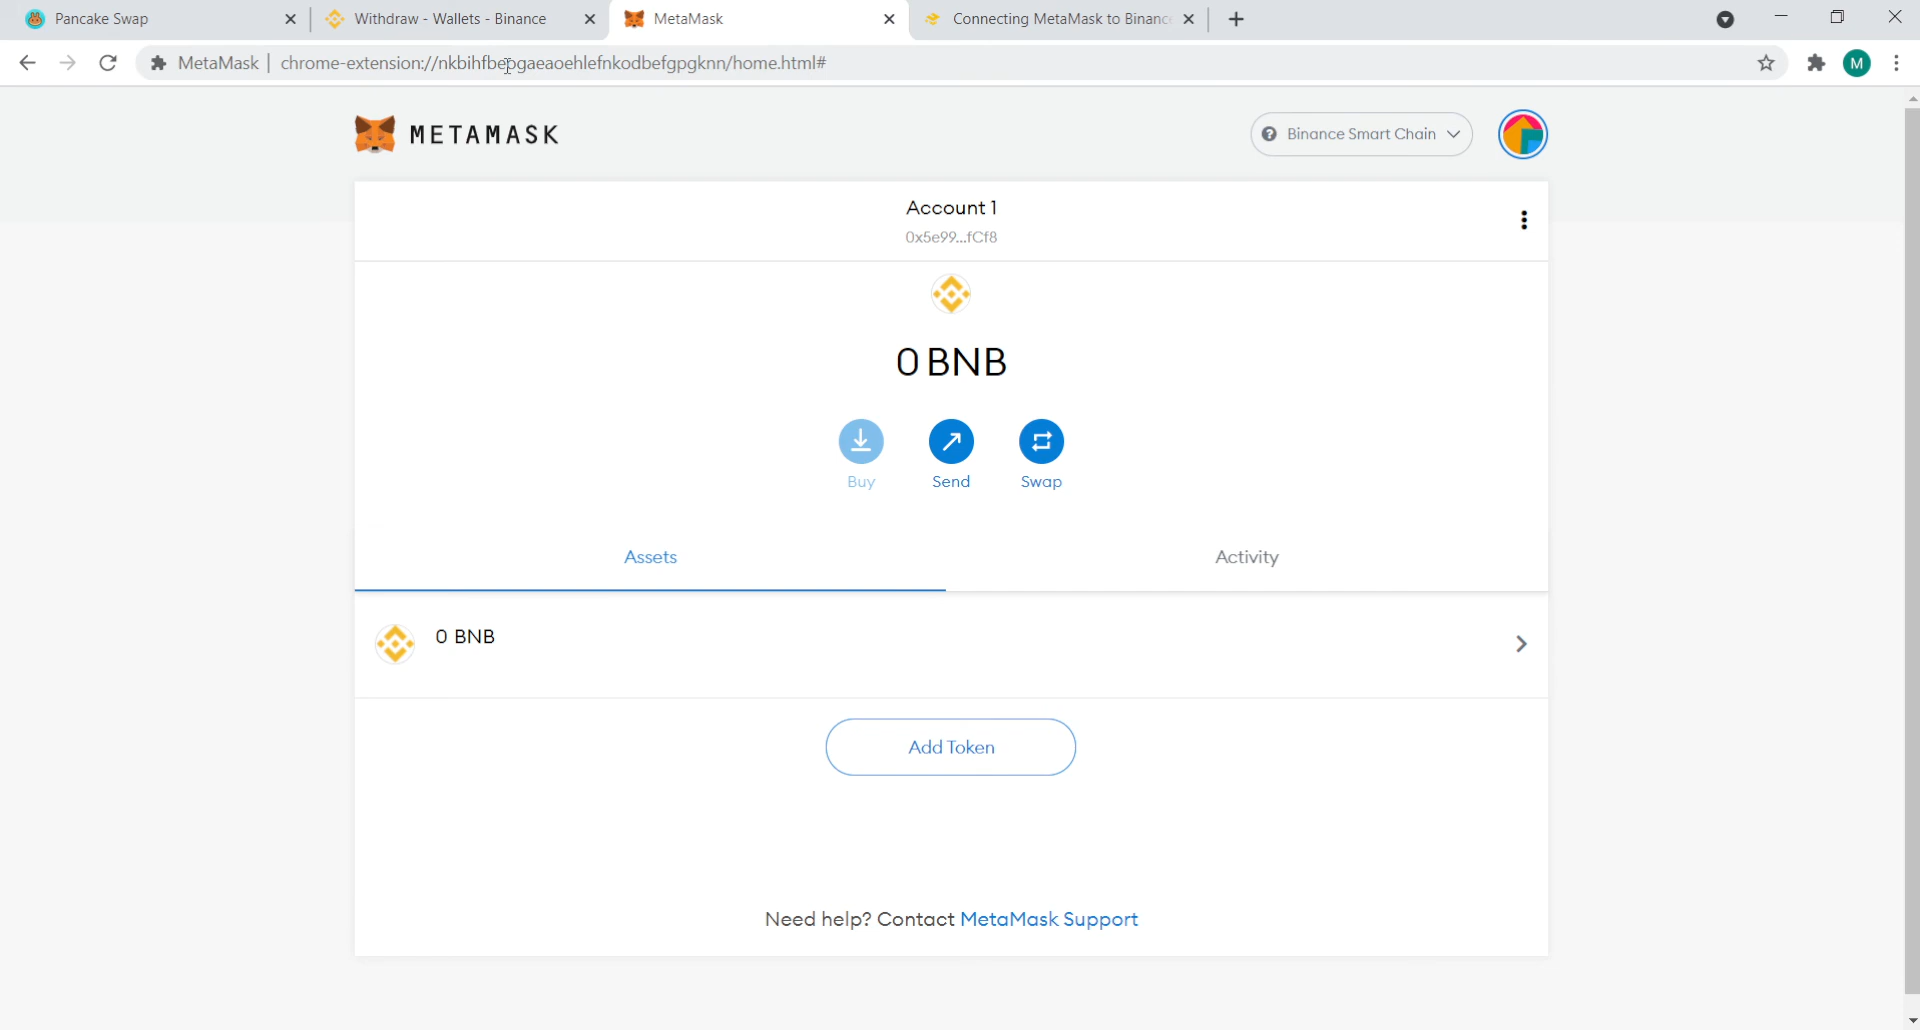 Pancake Swap
Withdraw - Wallets - Binance
MetaMask
Connecting MetaMask to Binanc
MetaMask | chrome-extension://nkbihfbeogaeaoehlefnkodbefgpgknn/home.html#
M
METAMASK
Binance Smart Chain
Account 1
0x5e99...fCf8
0 BNB
Buy
Send
Swap
Assets
Activity
0 BNB
Add Token
Need help? Contact MetaMask Support